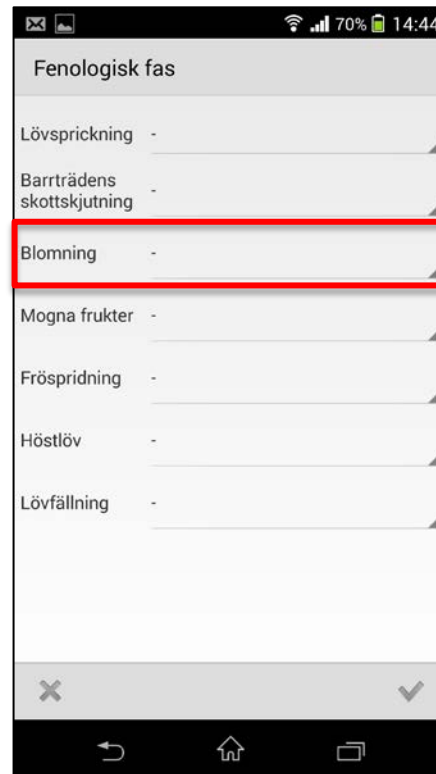 70% 14:44
Fenologisk fas
Lövsprickning -
Barrträdens
skottskjutning -
Blomning -
Mogna frukter -
Fröspridning -
Höstlöv -
Lövfällning -